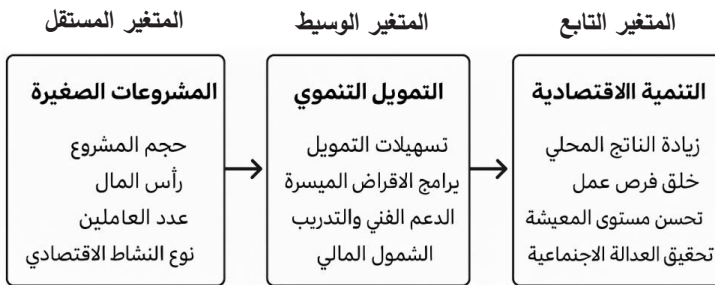 المتغير المستقل
المشروعات الصغيرة
حجم المشروع
رأس المال
عدد العاملين
نوع النشاط الاقتصادي
المتغير الوسيط
التمويل التنموي
تسهيلات التمويل
برامج الاقراض الميسرة
الدعم الفني والتدريب
الشمول المالي
المتغير التابع
التنمية االاقتصادية
زيادة الناتج المحلي
خلق فرص عمل
تحسن مستوى المعيشة
تحقيق العدالة الاجنماعية